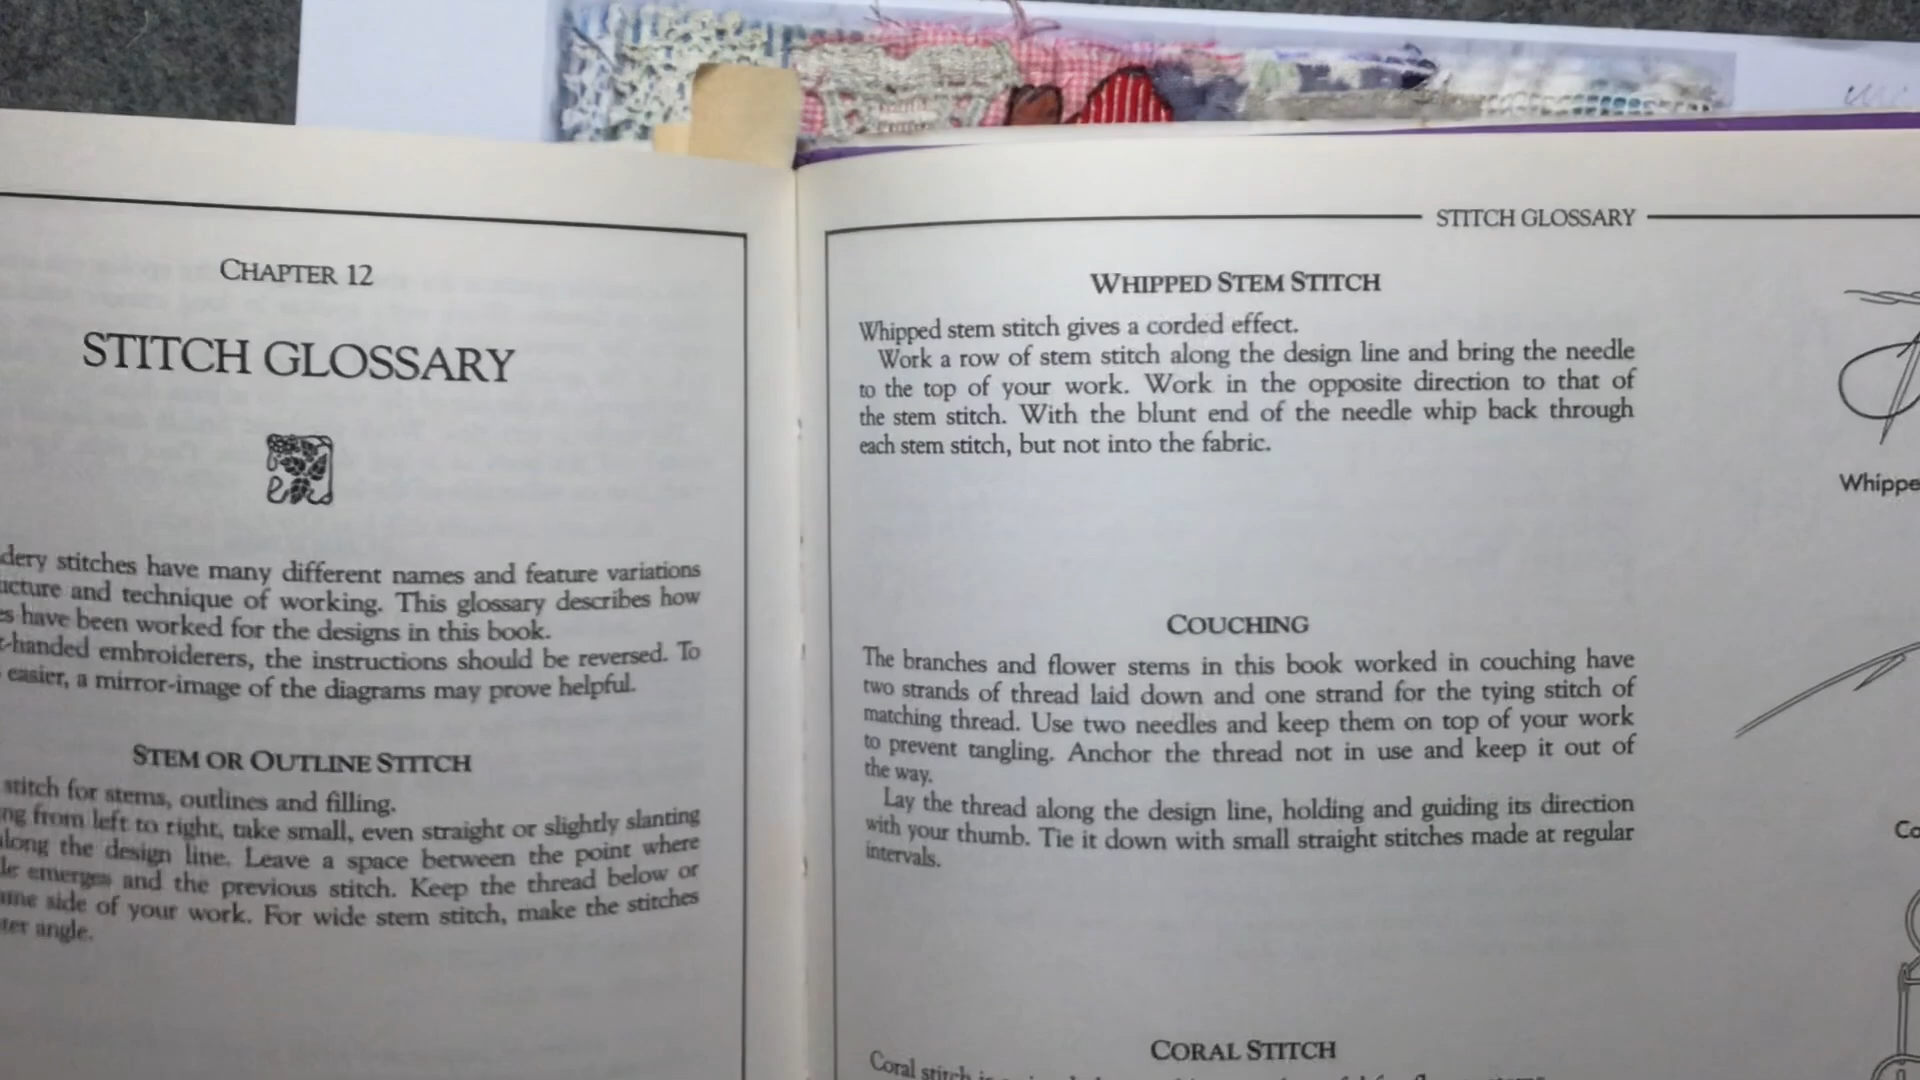 CHAPTER 12
STITCH GLOSSARY
stitches have many different names and feature variations
and technique of working. This glossary describes how
have been worked for the designs in this book.
-handed embroiderers, the instructions should be reversed. To
easier, a mirror-image of the diagrams may prove helpful.
STEM OR OUTLINE STITCH
stitch for stems, outlines and filling.
from left to right, take small, even straight or slightly slanting
along the design line. Leave a space between the point where
emerges and the previous stitch. Keep the thread below or
side of your work. For wide stem stitch, make the stitches
angle.
STITCH GLOSSARY
WHIPPED STEM STITCH
Whipped stem stitch gives a corded effect.
Work a row of stem stitch along the design line and bring the needle
to the top of your work. Work in the opposite direction to that of
the stem stitch. With the blunt end of the needle whip back through
each stem stitch, but not into the fabric.
Whippe
COUCHING
The branches and flower stems in this book worked in couching have
two strands of thread laid down and one strand for the tying stitch of
matching thread. Use two needles and keep them on top of your work
to prevent tangling. Anchor the thread not in use and keep it out of
the way.
Lay the thread along the design line, holding and guiding its direction
with your thumb. Tie it down with small straight stitches made at regular
intervals.
Co
CORAL STITCH
Coral stitch